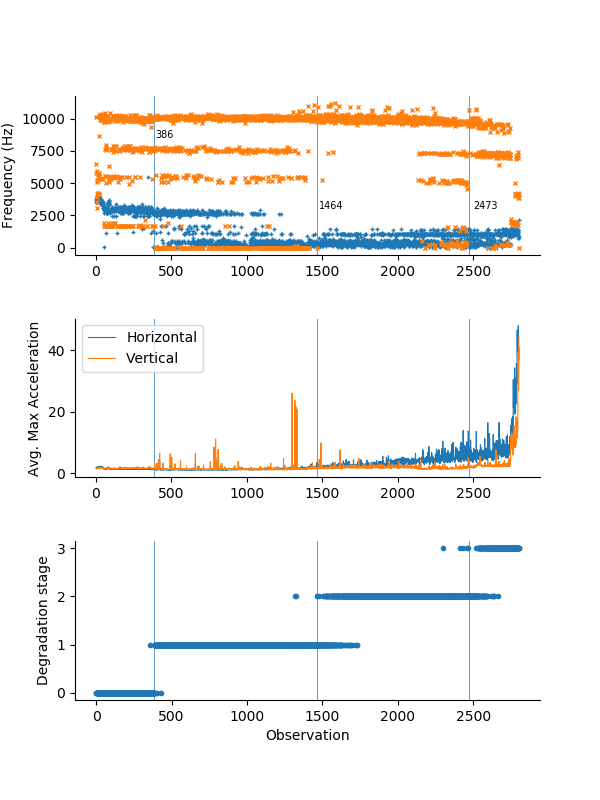 Frequency (Hz)
10000
7500
5000
2500
0
386
1464
2473
0 500 1000 1500 2000 2500
Avg. Max Acceleration
40
20
0
Horizontal
Vertical
0 500 1000 1500 2000 2500
Degradation stage
3
2
1
0
0 500 1000 1500 2000 2500
Observation